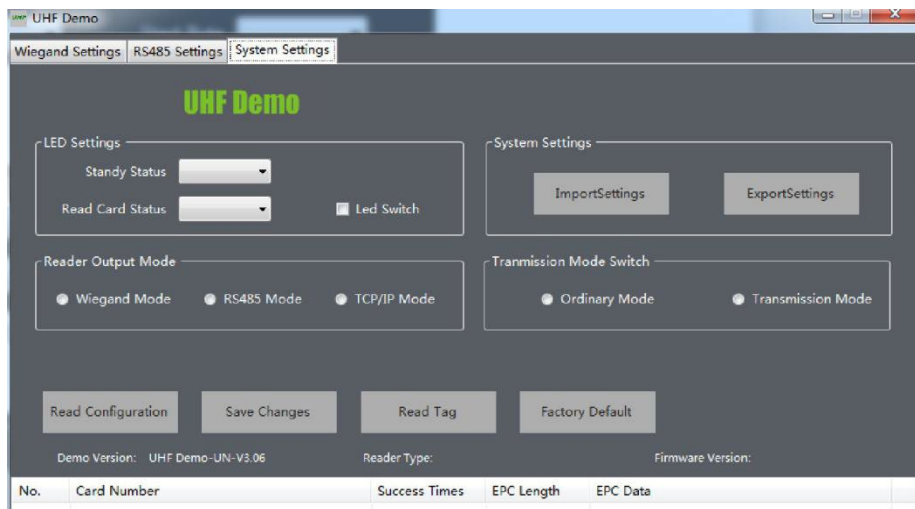 UHF UHF Demo
Wiegand Settings RS485 Settings System Settings
UHF Demo
LED Settings
Standy Status
Read Card Status
Led Switch
System Settings
ImportSettings ExportSettings
Reader Output Mode
Wiegand Mode RS485 Mode TCP/IP Mode
Tranmission Mode Switch
Ordinary Mode Transmission Mode
Read Configuration Save Changes Read Tag Factory Default
Demo Version: UHF Demo-UN-V3.06 Reader Type: Firmware Version:
No. Card Number Success Times EPC Length EPC Data